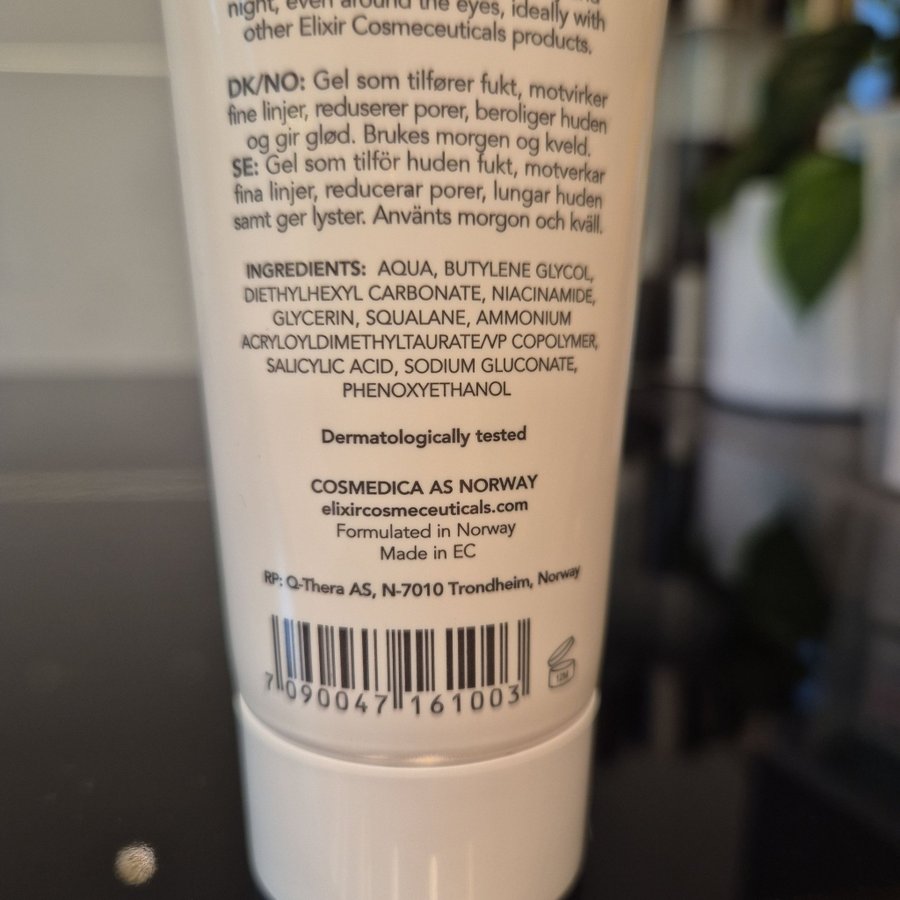 night, even around the eyes, ideally with
other Elixir Cosmeceuticals products.
DK/NO: Gel som tilfører fukt, motvirker
fine linjer, reduserer porer, beroliger huden
og gir glød. Brukes morgen og kveld.
SE: Gel som tilför huden fukt, motverkar
fina linjer, reducerar porer, lungar huden
samt ger lyster. Använts morgon och kväll.
INGREDIENTS: AQUA, BUTYLENE GLYCOL,
DIETHYLHEXYL CARBONATE, NIACINAMIDE,
GLYCERIN, SQUALANE, AMMONIUM
ACRYLOYLDIMETHYLTAURATE/VP COPOLYMER,
SALICYLIC ACID, SODIUM GLUCONATE,
PHENOXYETHANOL
Dermatologically tested
COSMEDICA AS NORWAY
elixircosmeceuticals.com
Formulated in Norway
Made in EC
RP: Q-Thera AS, N-7010 Trondheim, Norway
7 090047 161003
12M